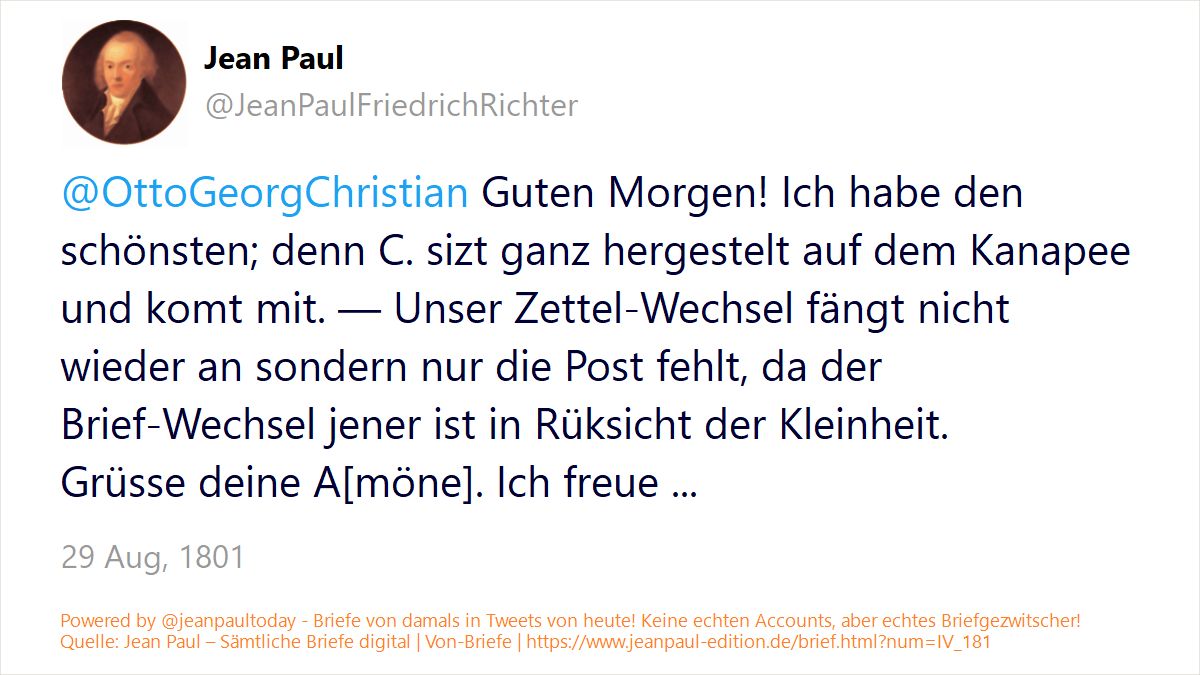 Jean Paul
@JeanPaulFriedrichRichter
@OttoGeorgChristian Guten Morgen! Ich habe den
schönsten; denn C. sizt ganz hergestelt auf dem Kanapee
und komt mit. — Unser Zettel-Wechsel fängt nicht
wieder an sondern nur die Post fehlt, da der
Brief-Wechsel jener ist in Rüksicht der Kleinheit.
Grüsse deine A[möne]. Ich freue ...
29 Aug, 1801
Powered by @jeanpaultoday - Briefe von damals in Tweets von heute! Keine echten Accounts, aber echtes Briefgezwitscher!
Quelle: Jean Paul – Sämtliche Briefe digital | Von-Briefe | https://www.jeanpaul-edition.de/brief.html?num=IV_181